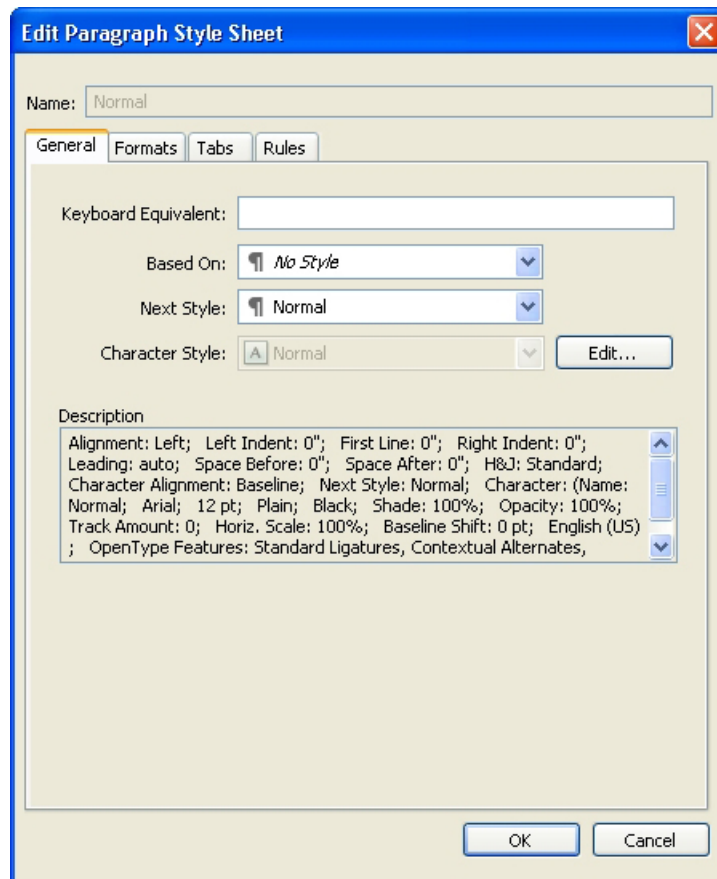 Edit Paragraph Style Sheet
Name: Normal
General Formats Tabs Rules
Keyboard Equivalent:
Based On: ¶ No Style
Next Style: ¶ Normal
Character Style: A Normal Edit...
Description
Alignment: Left; Left Indent: 0"; First Line: 0"; Right Indent: 0";
Leading: auto; Space Before: 0"; Space After: 0"; H&J: Standard;
Character Alignment: Baseline; Next Style: Normal; Character: (Name:
Normal; Arial; 12 pt; Plain; Black; Shade: 100%; Opacity: 100%;
Track Amount: 0; Horiz. Scale: 100%; Baseline Shift: 0 pt; English (US)
; OpenType Features: Standard Ligatures, Contextual Alternates,
OK Cancel